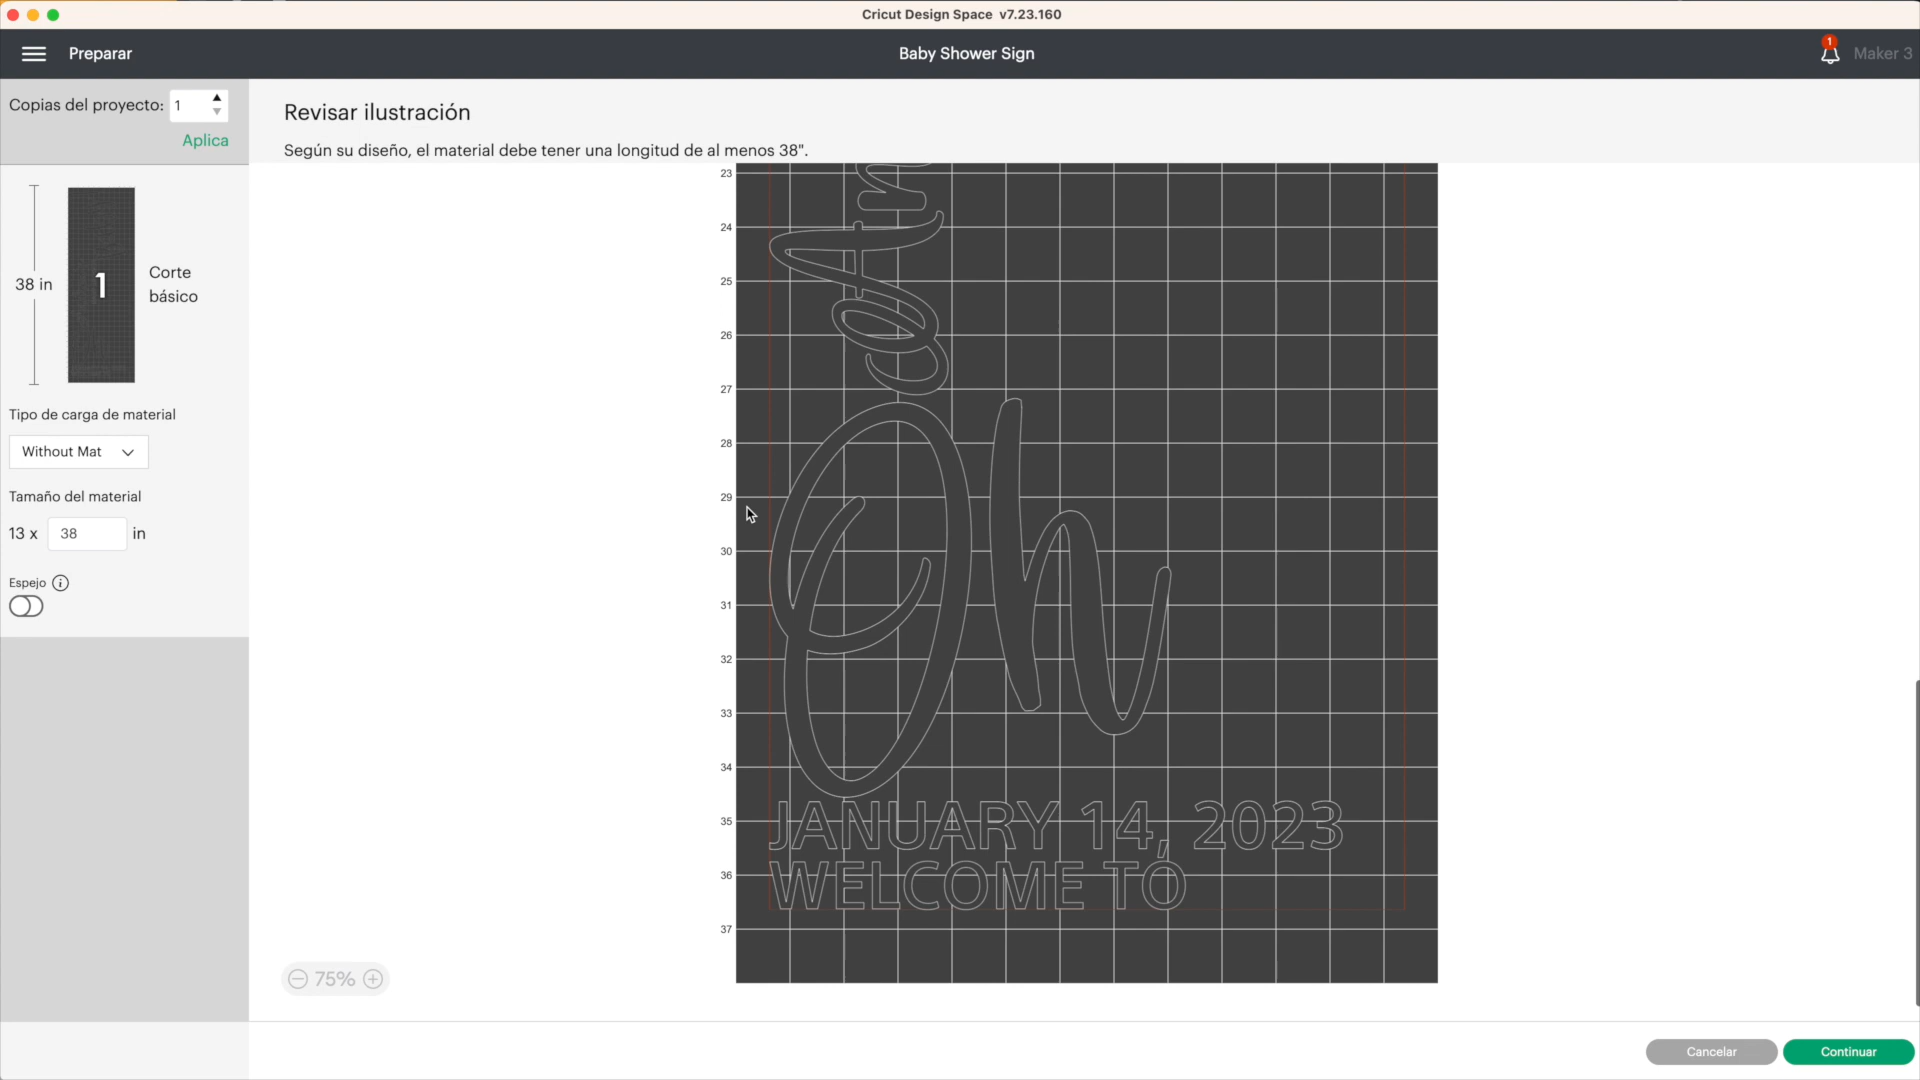 Cricut Design Space v7.23.160
Preparar
Baby Shower Sign
1
Maker 3
Copias del proyecto: 1
Aplica
Revisar ilustración
Según su diseño, el material debe tener una longitud de al menos 38".
38 in
1
Corte
básico
Tipo de carga de material
Without Mat
Tamaño del material
13 x 38 in
Espejo
23
24
25
26
27
28
29
30
31
32
33
34
35
36
37
Oh
JANUARY 14, 2023
WELCOME TO
75%
Cancelar
Continuar